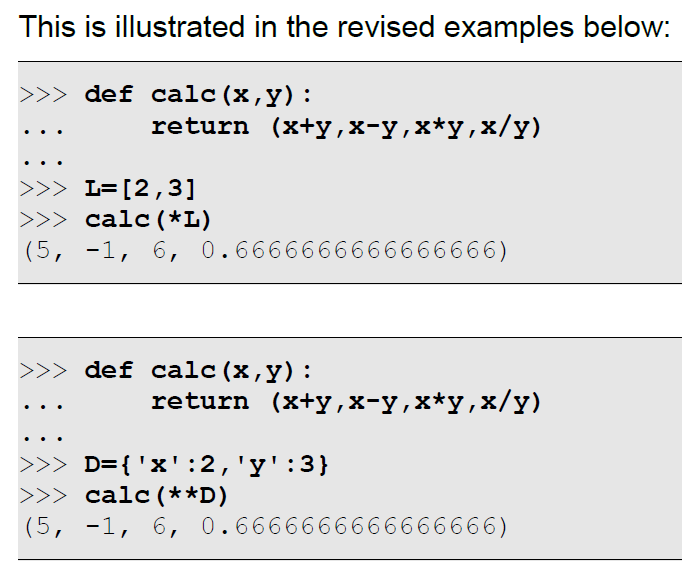 This is illustrated in the revised examples below:
>>> def calc(x,y):
...     return (x+y,x-y,x*y,x/y)
...
>>> L=[2,3]
>>> calc(*L)
(5, -1, 6, 0.6666666666666666)
>>> def calc(x,y):
...     return (x+y,x-y,x*y,x/y)
...
>>> D={'x':2,'y':3}
>>> calc(**D)
(5, -1, 6, 0.6666666666666666)